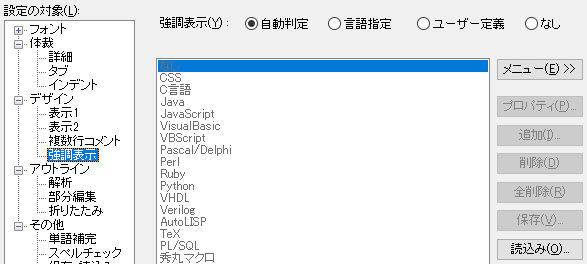 設定の対象(L):
フォント
体裁
詳細
タブ
インデント
デザイン
表示1
表示2
複数行コメント
強調表示
アウトライン
解析
部分編集
折りたたみ
その他
単語補完
スペルチェック
強調表示(Y): 自動判定 言語指定 ユーザー定義 なし
CSS
C言語
Java
JavaScript
VisualBasic
VBScript
Pascal/Delphi
Perl
Ruby
Python
VHDL
Verilog
AutoLISP
TeX
PL/SQL
秀丸マクロ
メニュー(E) >>
プロパティ(P)...
追加(I)...
削除(D)
全削除(R)
保存(V)...
読込み(O)...